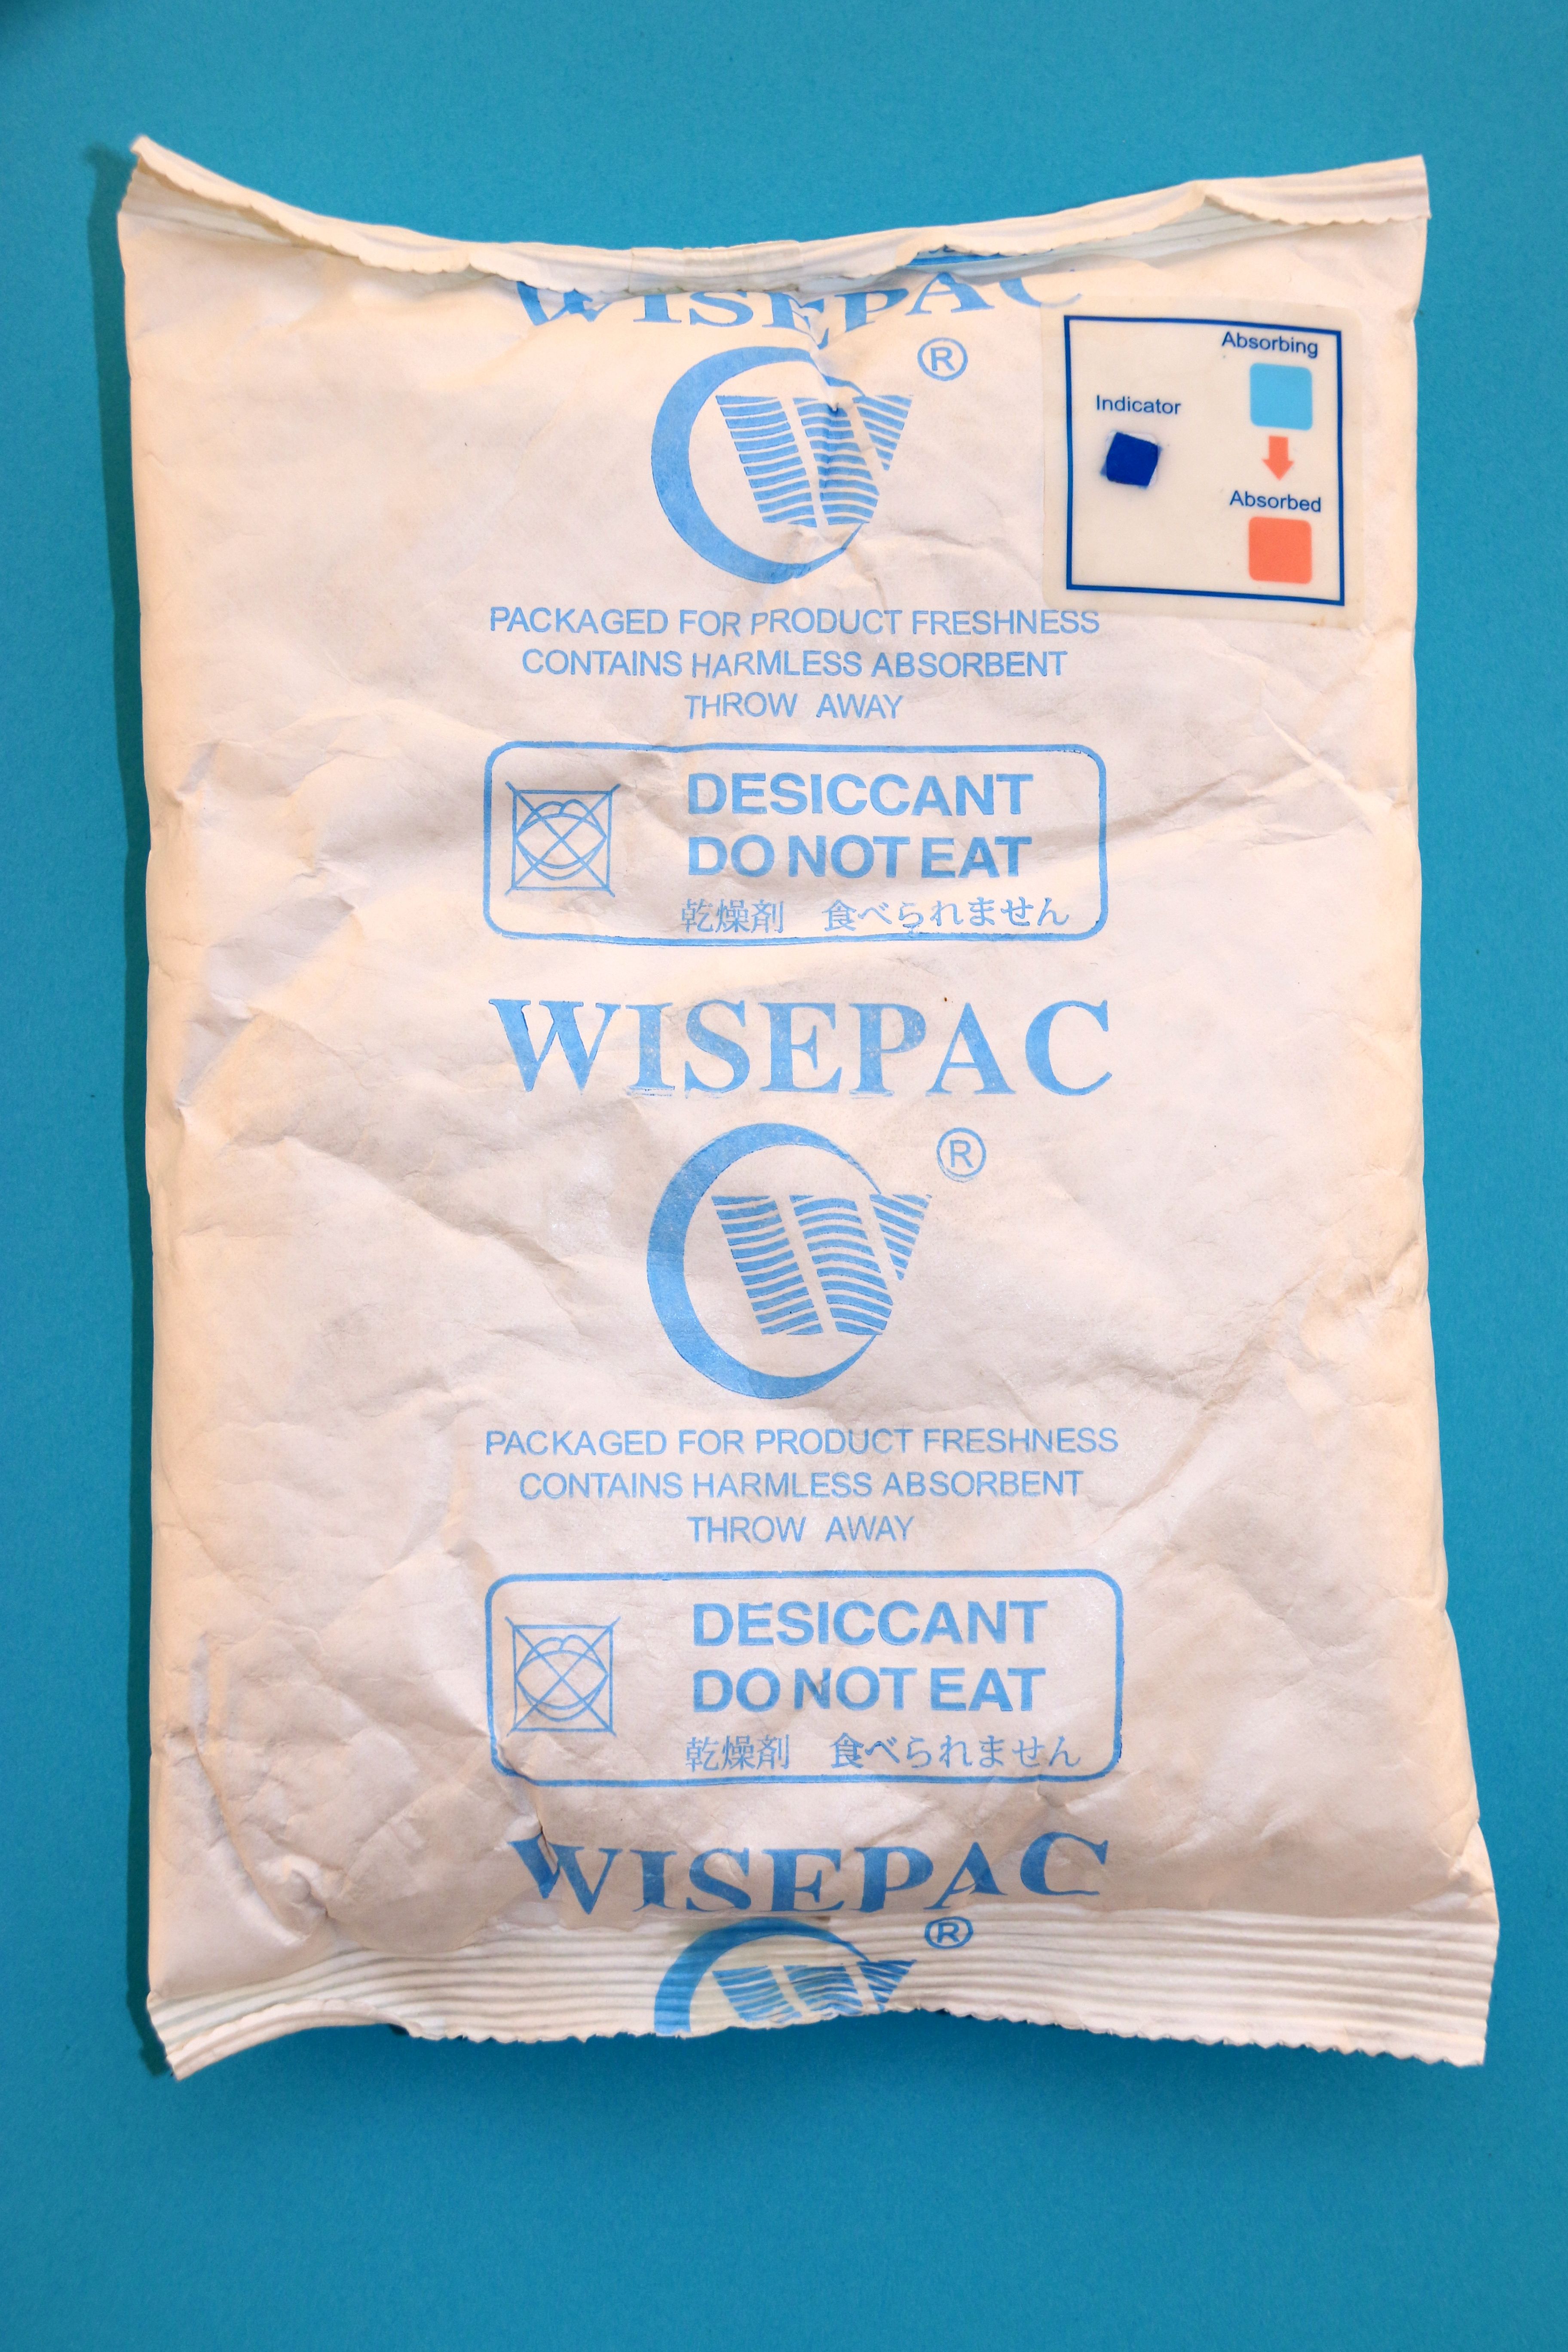 WISEPAC
®
Absorbing
Indicator
Absorbed
PACKAGED FOR PRODUCT FRESHNESS
CONTAINS HARMLESS ABSORBENT
THROW AWAY
DESICCANT
DO NOT EAT
乾燥剤 食べられません
WISEPAC
®
PACKAGED FOR PRODUCT FRESHNESS
CONTAINS HARMLESS ABSORBENT
THROW AWAY
DESICCANT
DO NOT EAT
乾燥剤 食べられません
WISEPAC
®